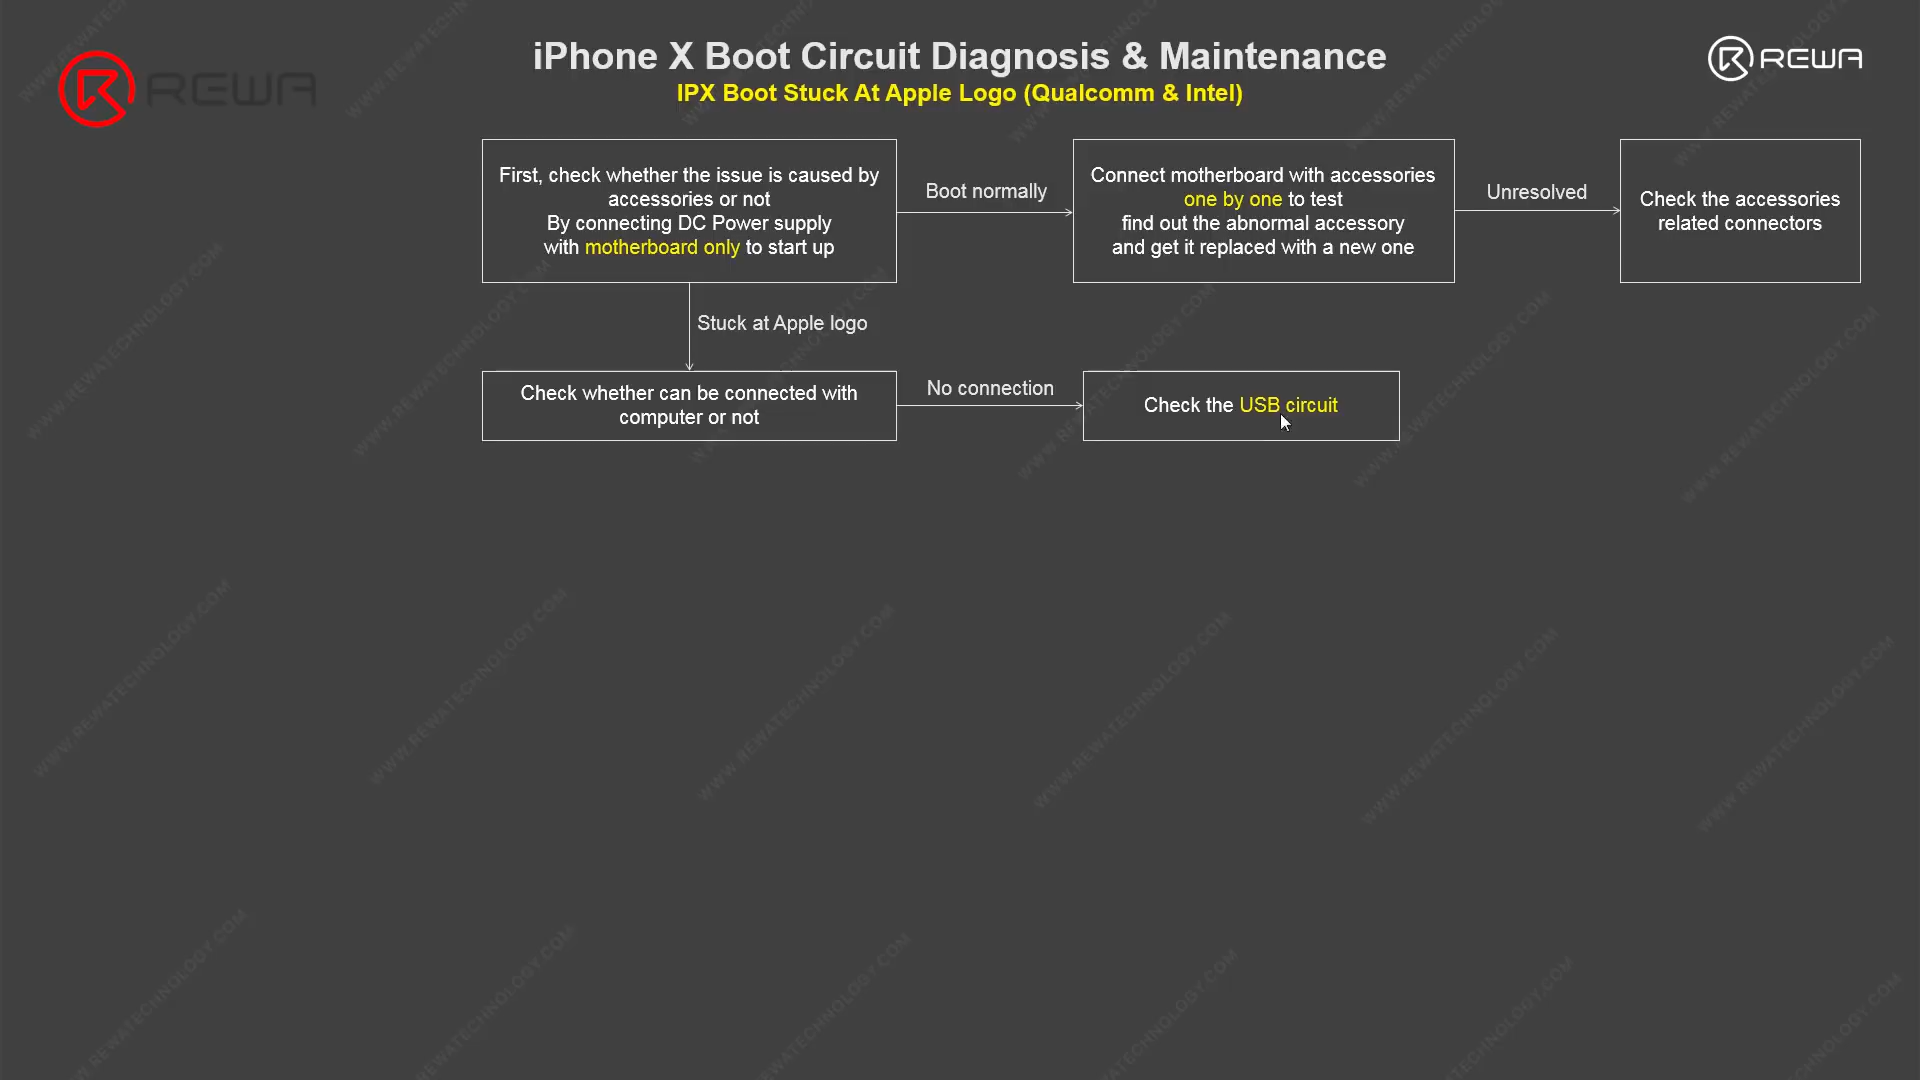 iPhone X Boot Circuit Diagnosis & Maintenance
IPX Boot Stuck At Apple Logo (Qualcomm & Intel)
REWA
REWA
First, check whether the issue is caused by
accessories or not
By connecting DC Power supply
with motherboard only to start up
Boot normally
Connect motherboard with accessories
one by one to test
find out the abnormal accessory
and get it replaced with a new one
Unresolved
Check the accessories
related connectors
Stuck at Apple logo
Check whether can be connected with
computer or not
No connection
Check the USB circuit
WWW.REWATECHNOLOGY.COM